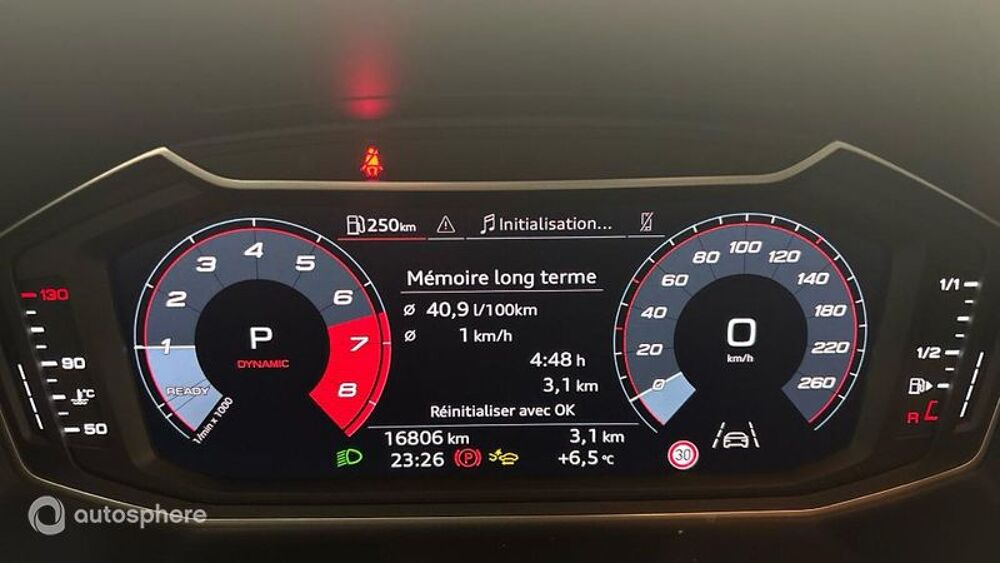 250km Initialisation...
Mémoire long terme
ø 40,9 l/100km
ø 1 km/h
4:48 h
3,1 km
Réinitialiser avec OK
16806 km 3,1 km
23:26 +6,5 °C
1 2 3 4 5 6 7 8
P
DYNAMIC
READY
1/min x 1000
0 20 40 60 80 100 120 140 180 220 260
0
km/h
130
90
°C
50
1/1
1/2
R
P
30
autosphere